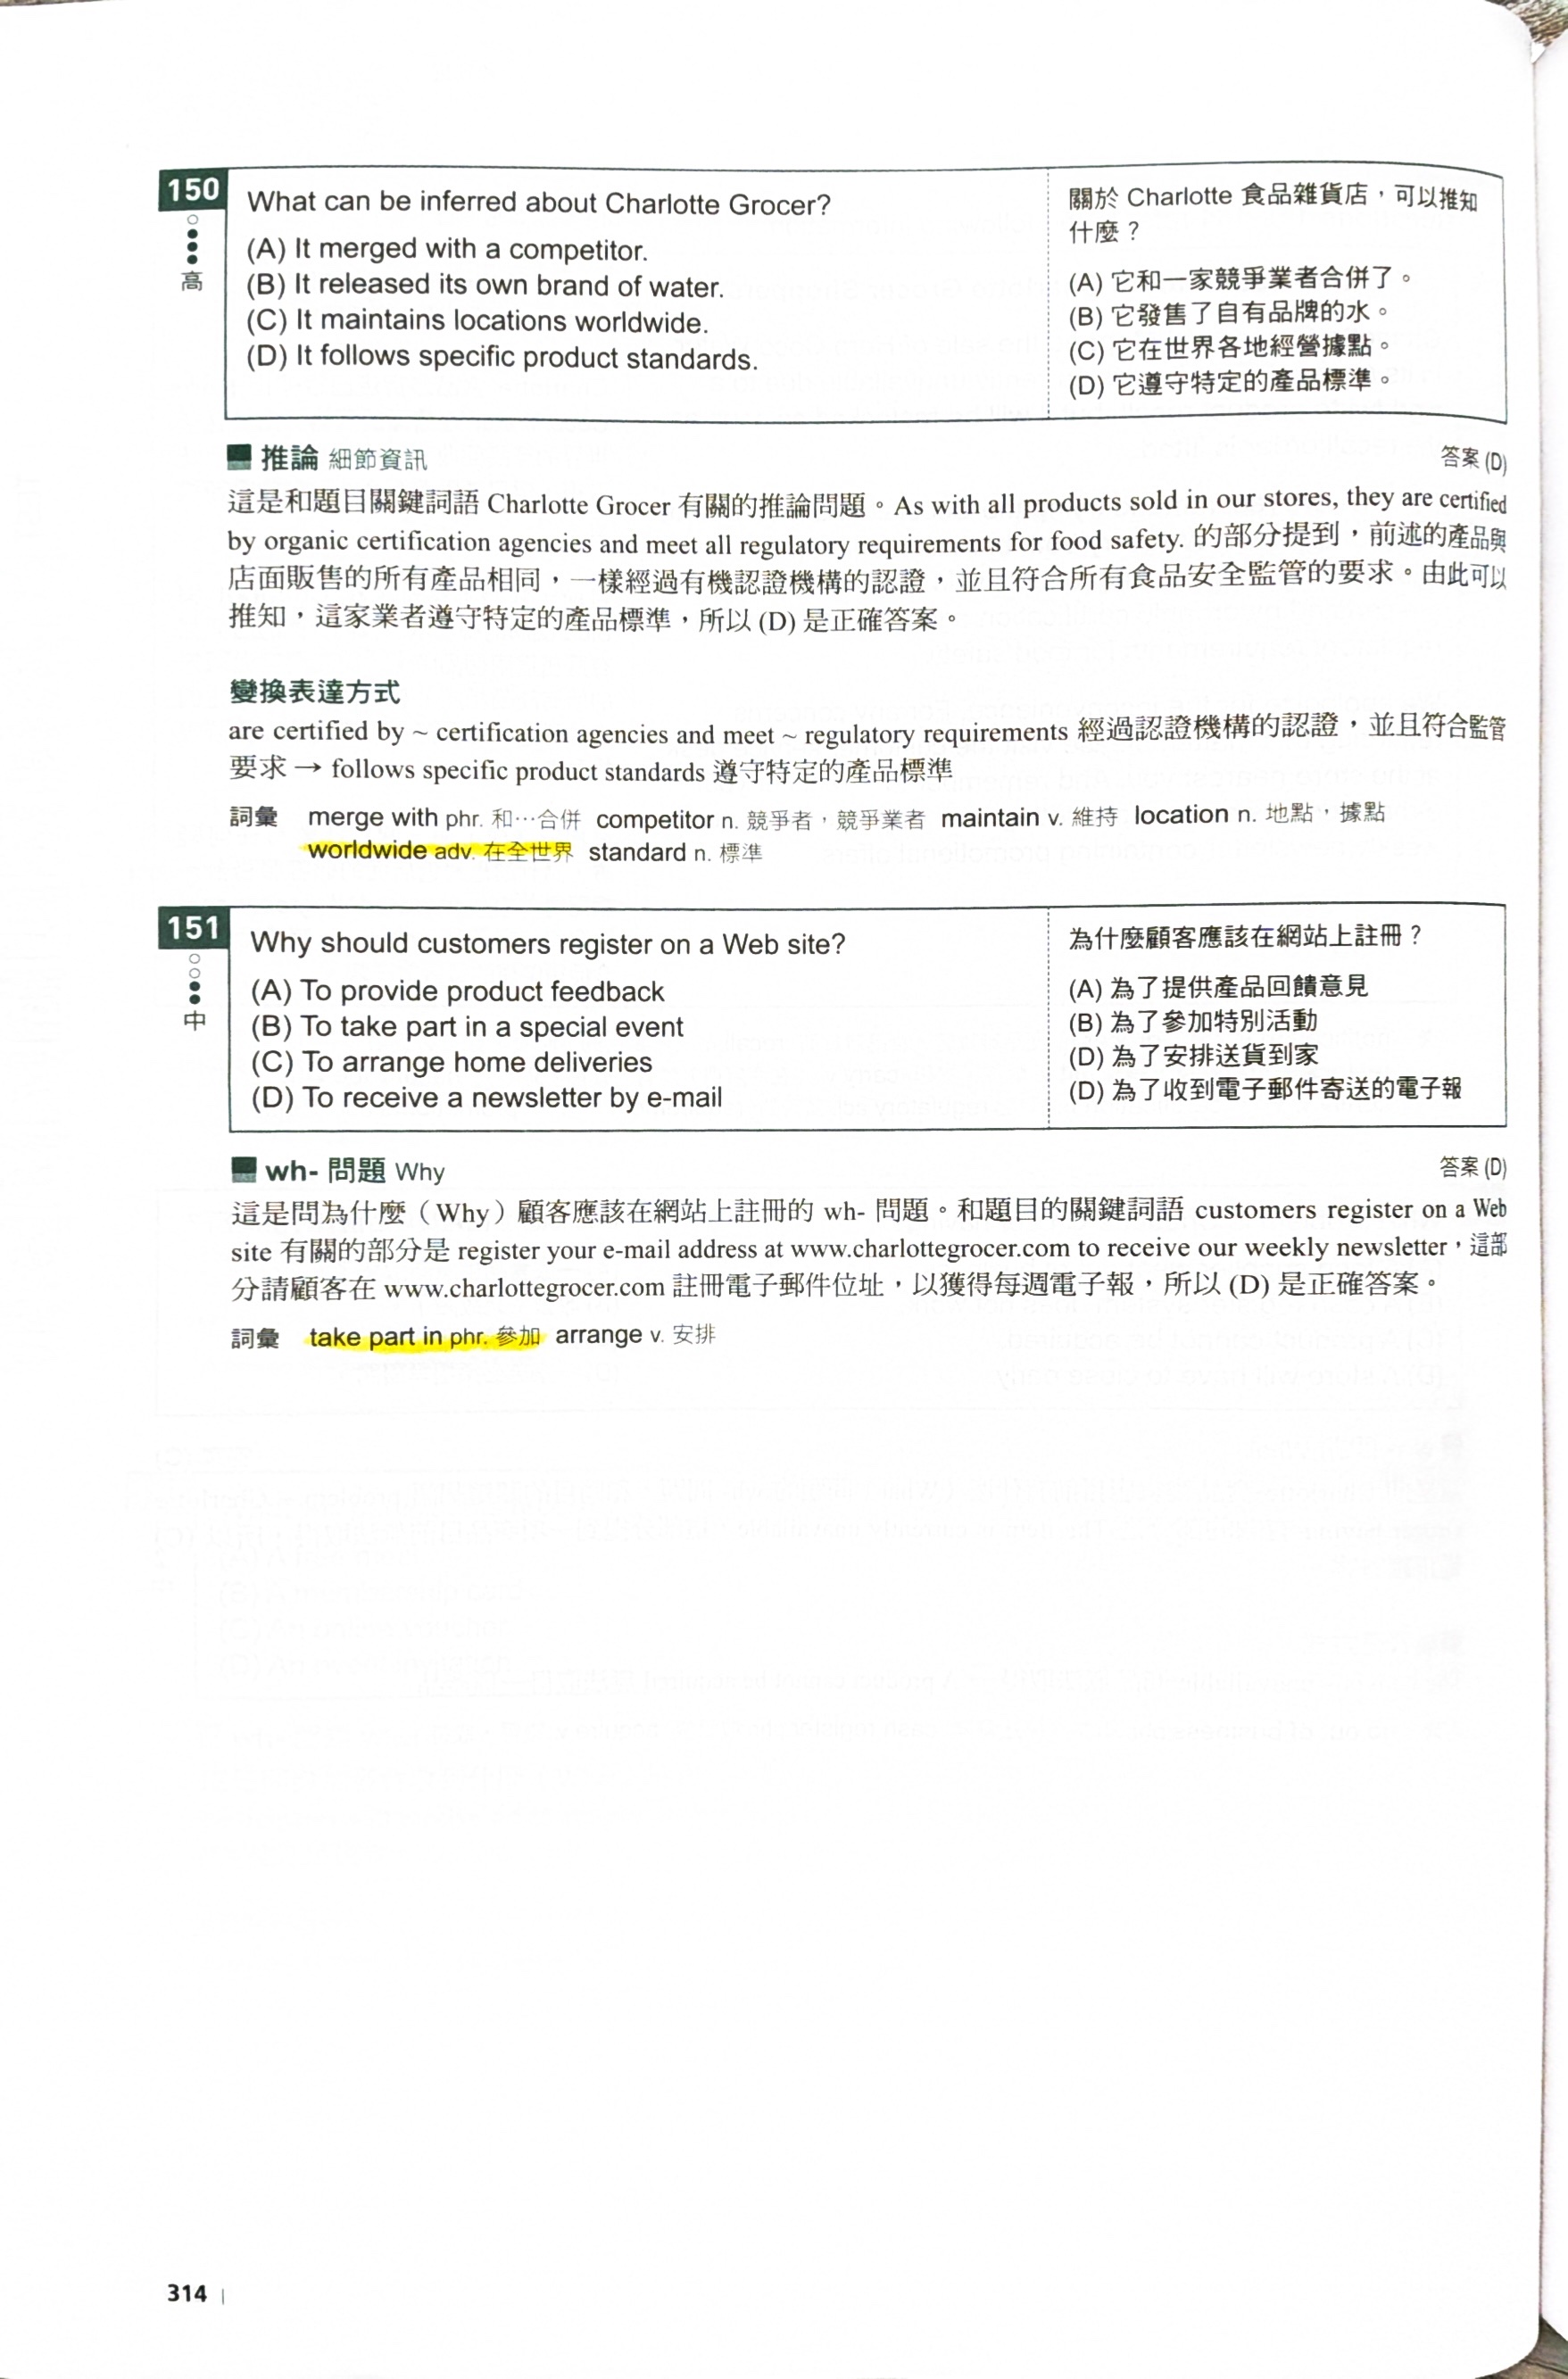 150
高
What can be inferred about Charlotte Grocer?
(A) It merged with a competitor.
(B) It released its own brand of water.
(C) It maintains locations worldwide.
(D) It follows specific product standards.
關於 Charlotte 食品雜貨店，可以推知
什麼？
(A) 它和一家競爭業者合併了。
(B) 它發售了自有品牌的水。
(C) 它在世界各地經營據點。
(D) 它遵守特定的產品標準。
推論 細節資訊 答案 (D)
這是和題目關鍵詞語 Charlotte Grocer 有關的推論問題。As with all products sold in our stores, they are certified
by organic certification agencies and meet all regulatory requirements for food safety. 的部分提到，前述的產品與
店面販售的所有產品相同，一樣經過有機認證機構的認證，並且符合所有食品安全監管的要求。由此可以
推知，這家業者遵守特定的產品標準，所以 (D) 是正確答案。
變換表達方式
are certified by ~ certification agencies and meet ~ regulatory requirements 經過認證機構的認證，並且符合監管
要求 → follows specific product standards 遵守特定的產品標準
詞彙 merge with phr. 和…合併 competitor n. 競爭者，競爭業者 maintain v. 維持 location n. 地點，據點
worldwide adv. 在全世界 standard n. 標準
151
中
Why should customers register on a Web site?
(A) To provide product feedback
(B) To take part in a special event
(C) To arrange home deliveries
(D) To receive a newsletter by e-mail
為什麼顧客應該在網站上註冊？
(A) 為了提供產品回饋意見
(B) 為了參加特別活動
(D) 為了安排送貨到家
(D) 為了收到電子郵件寄送的電子報
wh- 問題 Why 答案 (D)
這是問為什麼（Why）顧客應該在網站上註冊的 wh- 問題。和題目的關鍵詞語 customers register on a Web
site 有關的部分是 register your e-mail address at www.charlottegrocer.com to receive our weekly newsletter，這部
分請顧客在 www.charlottegrocer.com 註冊電子郵件位址，以獲得每週電子報，所以 (D) 是正確答案。
詞彙 take part in phr. 參加 arrange v. 安排
314